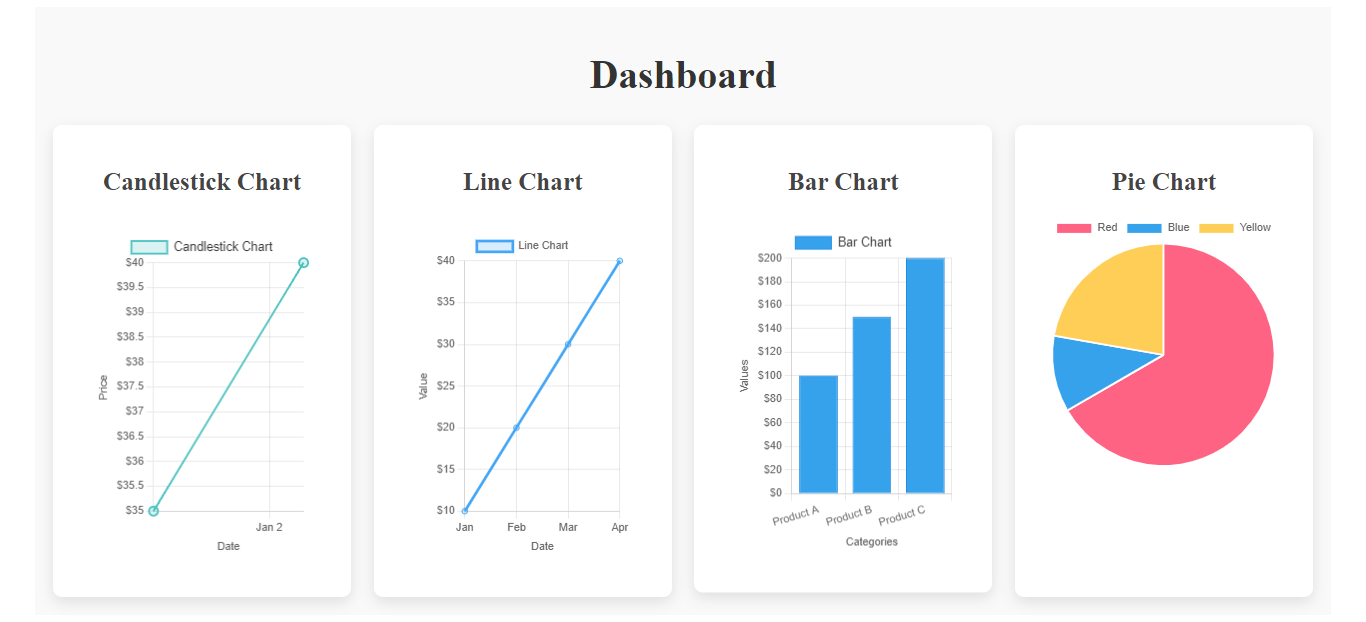 Dashboard
Candlestick Chart
Candlestick Chart
$40
$39.5
$39
$38.5
$38
$37.5
$37
$36.5
$36
$35.5
$35
Price
Jan 2
Date
Line Chart
Line Chart
$40
$35
$30
$25
$20
$15
$10
Value
Jan Feb Mar Apr
Date
Bar Chart
Bar Chart
$200
$180
$160
$140
$120
$100
$80
$60
$40
$20
$0
Values
Product A Product B Product C
Categories
Pie Chart
Red Blue Yellow